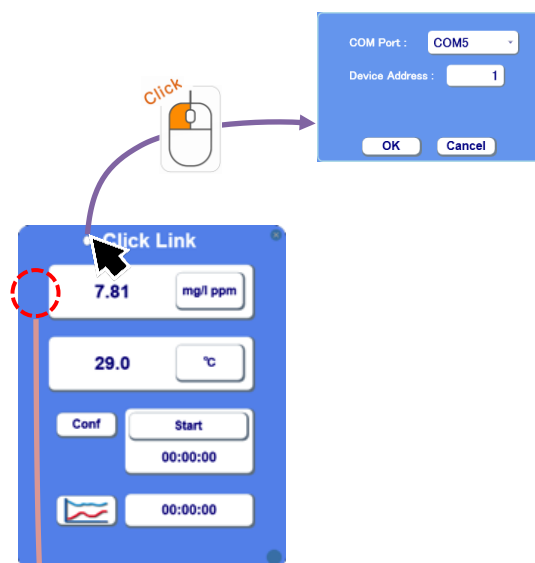 COM Port : COM5
Device Address : 1
OK Cancel
Click
Click Link
7.81 mg/l ppm
29.0 °C
Conf Start
00:00:00
00:00:00